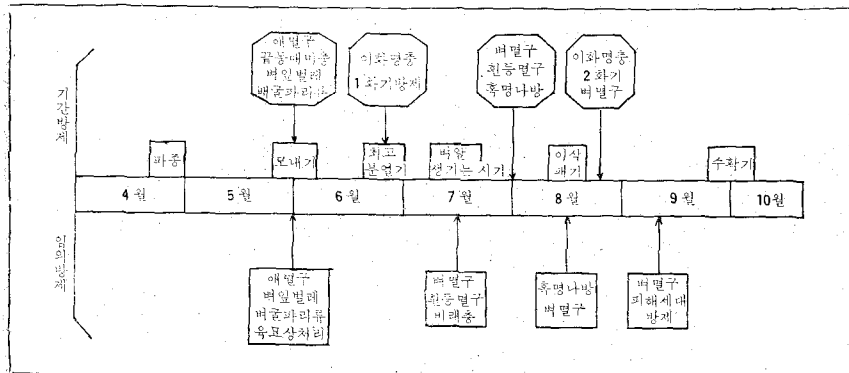 애멸구
끝동매미충
벼잎벌레
벼굴파리류
이화명충
1화기방제
벼멸구
흰등멸구
혹명나방
이화명충
2화기
벼멸구
기간방제
파종
모내기
최고
분얼기
벼알
생기는시기
이삭
패기
수확기
4월
5월
6월
7월
8월
9월
10월
임의방제
애멸구
벼잎벌레
벼굴파리류
육묘상처리
벼멸구
흰등멸구
비래충
혹명나방
벼멸구
벼멸구
피해세대
방제